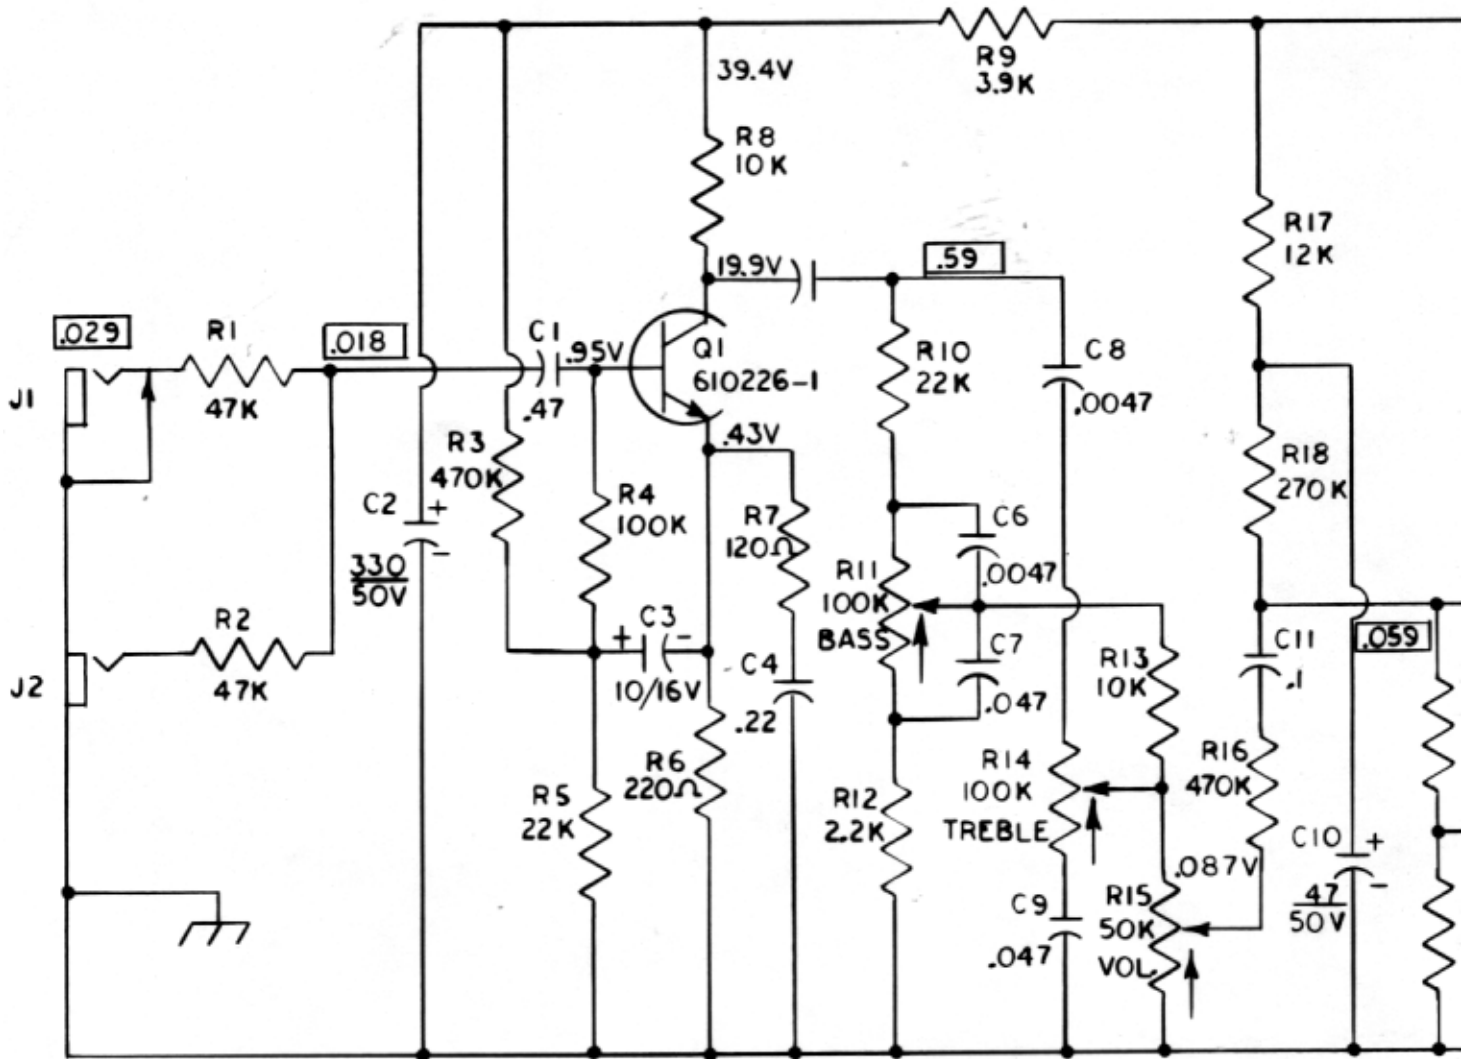 R9
3.9K
39.4V
R8
10K
R17
12K
.59
19.9V
.029
R1
.018
C1
.95V
Q1
610226-1
R10
22K
C8
.0047
J1
47K
.47
.43V
R3
470K
R18
270K
C2
+
-
330
50V
R4
100K
R7
120Ω
C6
.0047
R11
100K
BASS
R2
47K
J2
+
C3
-
10/16V
C4
.22
C7
.047
R13
10K
C11
.1
.059
R6
220Ω
R5
22K
R12
2.2K
R14
100K
TREBLE
R16
470K
.087V
C10
+
-
47
50V
C9
.047
R15
50K
VOL.